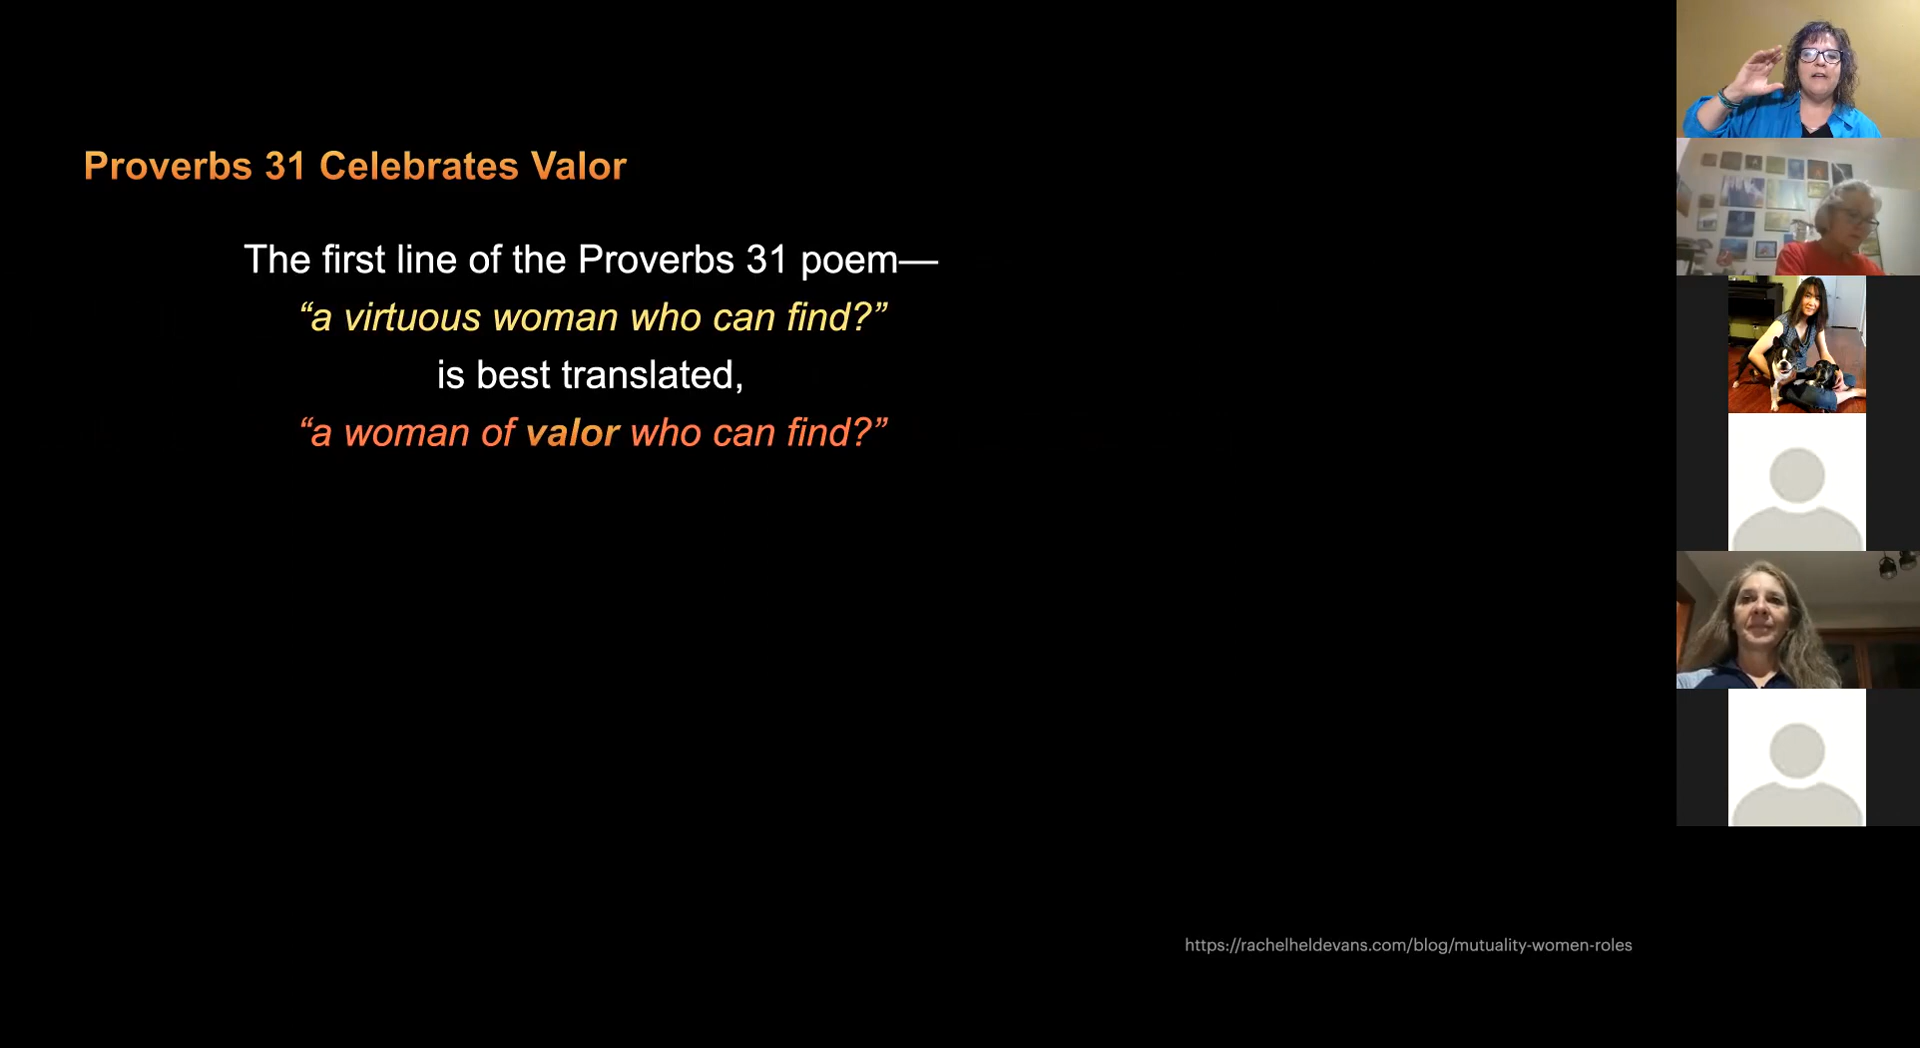 Proverbs 31 Celebrates Valor
The first line of the Proverbs 31 poem—
“a virtuous woman who can find?”
is best translated,
“a woman of valor who can find?”
https://rachelheldevans.com/blog/mutuality-women-roles